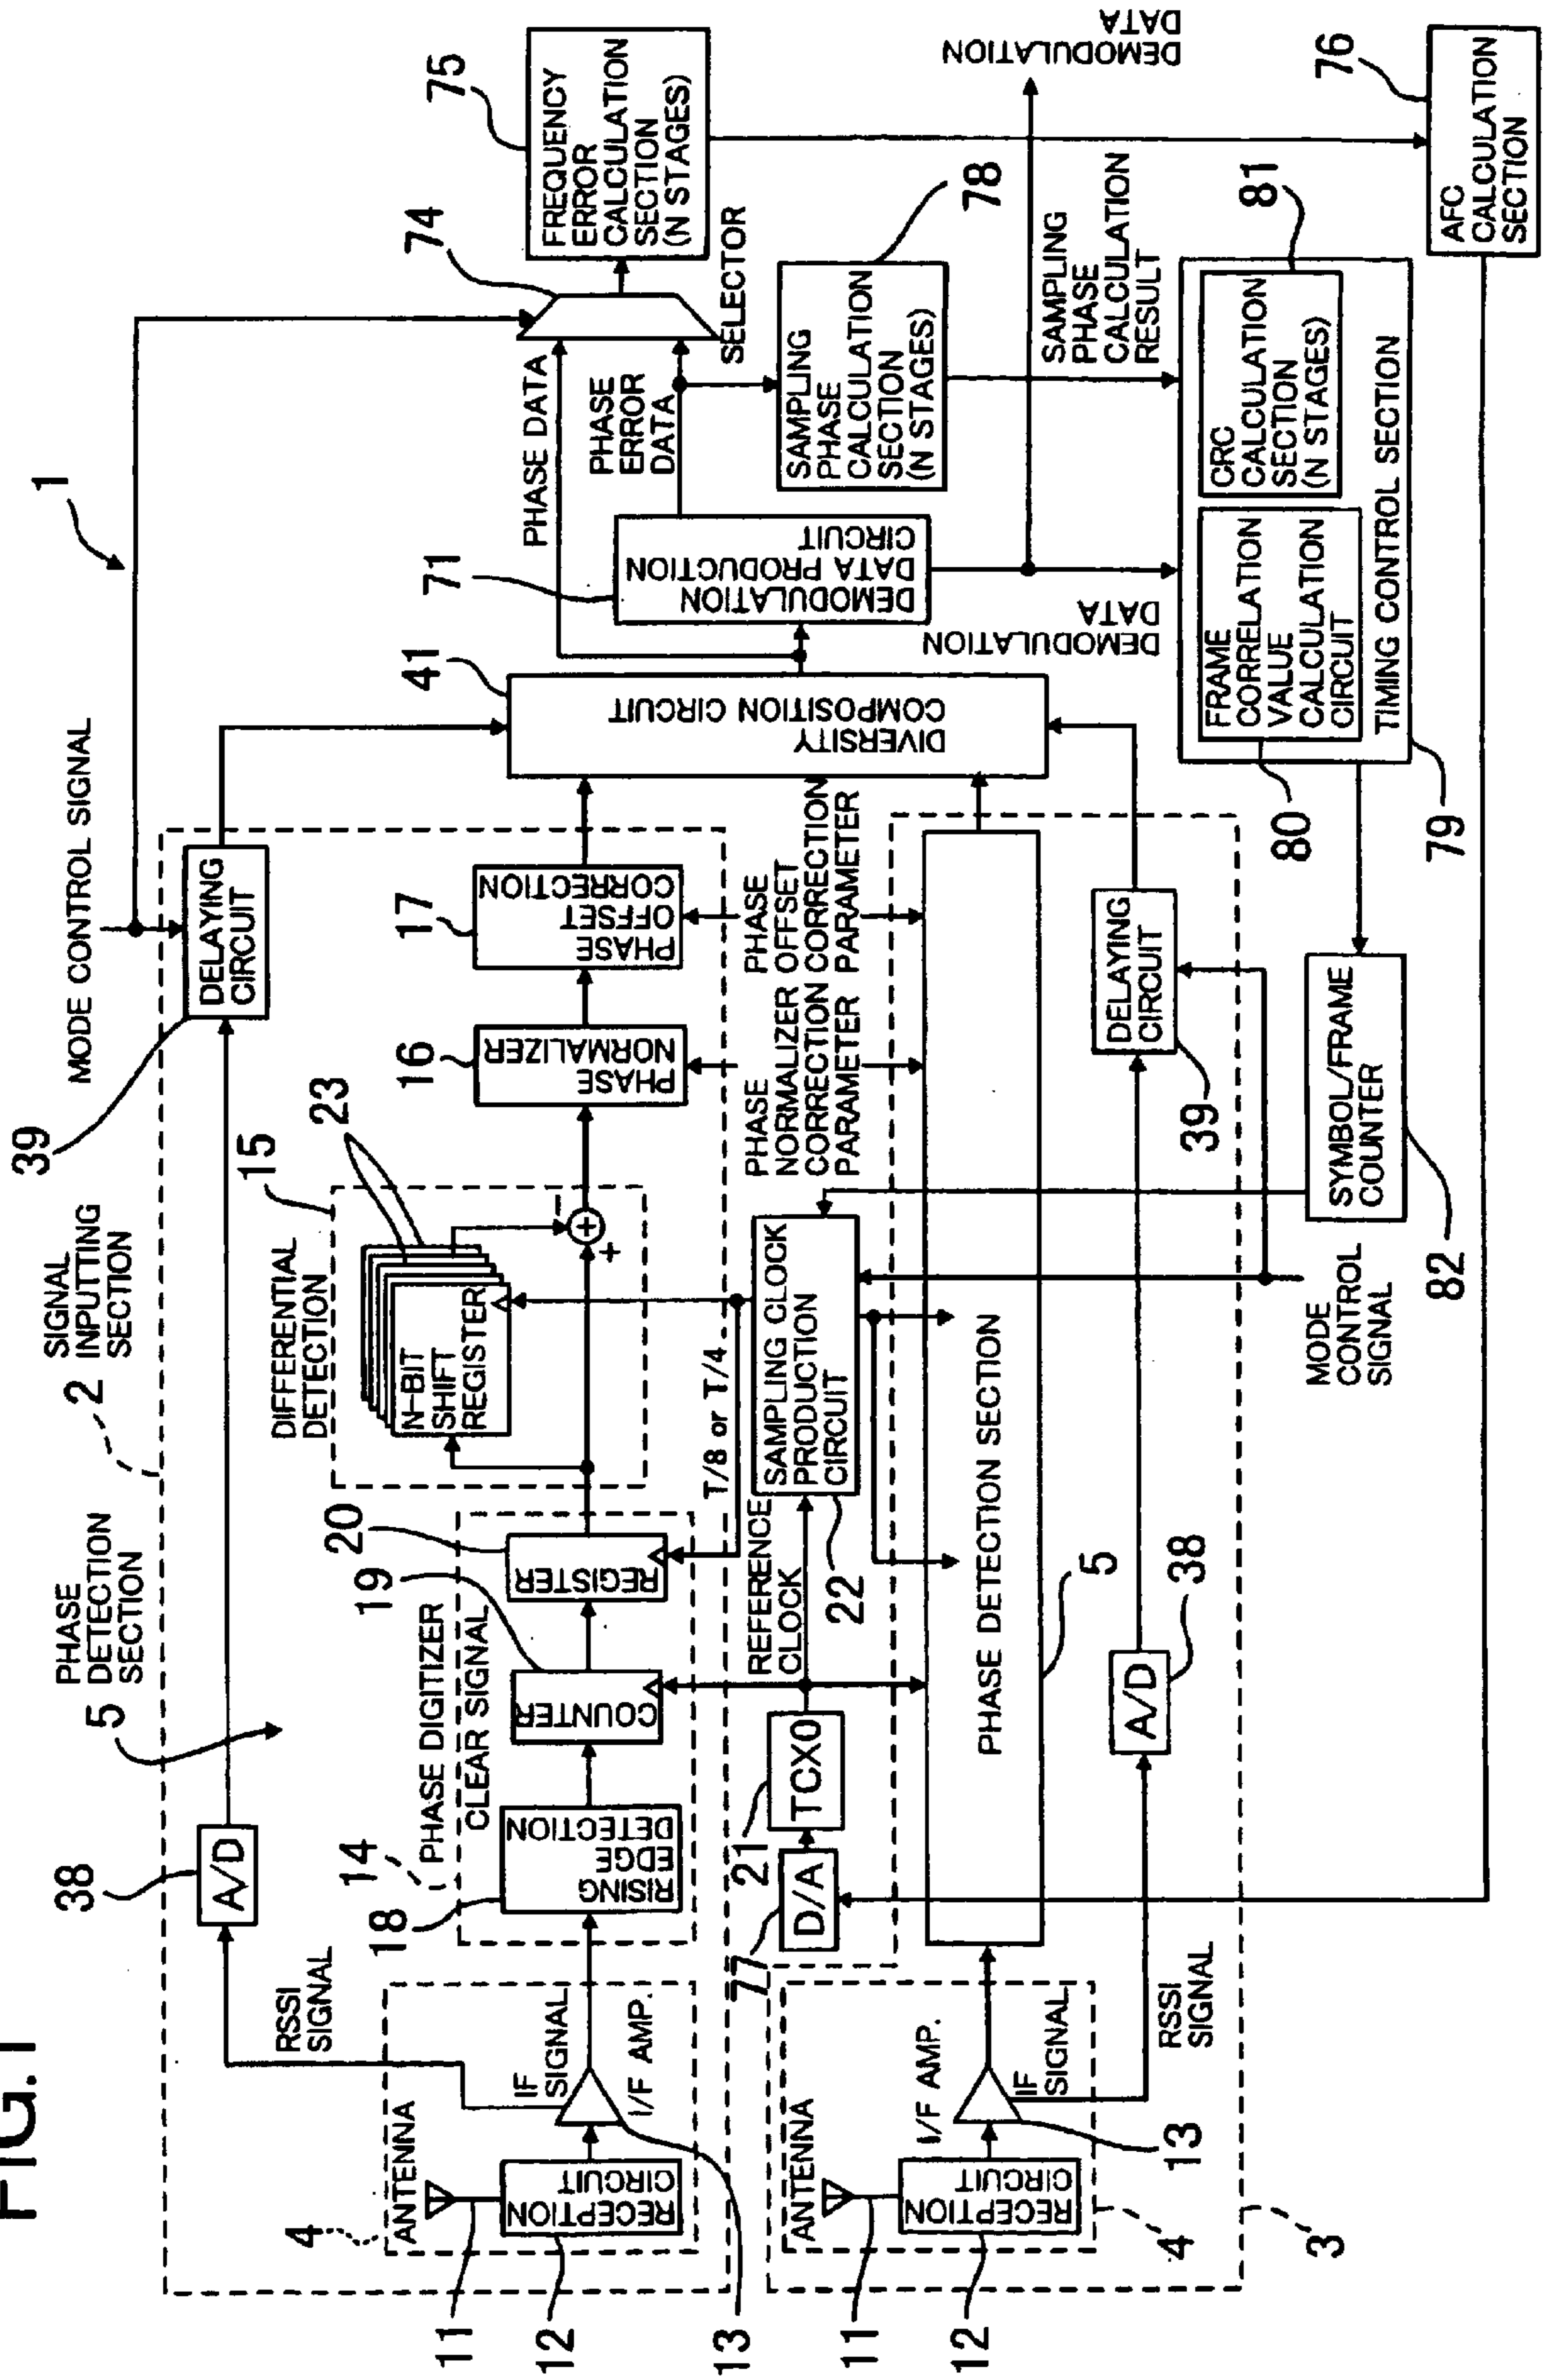 FIG.1
1
MODE CONTROL SIGNAL
39
DELAYING
CIRCUIT
SIGNAL
INPUTTING
SECTION
2
PHASE
DETECTION
SECTION
5
38
A/D
RSSI
SIGNAL
4
ANTENNA
11
RECEPTION
CIRCUIT
12
IF
SIGNAL
I/F AMP.
13
14
PHASE DIGITIZER
CLEAR SIGNAL
18
RISING
EDGE
DETECTION
19
COUNTER
20
REGISTER
DIFFERENTIAL
DETECTION
15
23
N-BIT
SHIFT
REGISTER
-
+
+
16
PHASE
NORMALIZER
17
PHASE
OFFSET
CORRECTION
T/8 or T/4
PHASE
NORMALIZER
CORRECTION
PARAMETER
PHASE
OFFSET
CORRECTION
PARAMETER
41
DIVERSITY
COMPOSITION CIRCUIT
71
DEMODULATION
DATA PRODUCTION
CIRCUIT
PHASE DATA
PHASE
ERROR
DATA
74
SELECTOR
75
FREQUENCY
ERROR
CALCULATION
SECTION
(N STAGES)
SAMPLING
PHASE
CALCULATION
SECTION
(N STAGES)
78
DEMODULATION
DATA
DEMODULATION
DATA
SAMPLING
PHASE
CALCULATION
RESULT
76
AFC
CALCULATION
SECTION
FRAME
CORRELATION
VALUE
CALCULATION
CIRCUIT
80
CRC
CALCULATION
SECTION
(N STAGES)
81
TIMING CONTROL SECTION
79
SYMBOL/FRAME
COUNTER
82
77
D/A
21
TCXO
REFERENCE
CLOCK
SAMPLING CLOCK
PRODUCTION
CIRCUIT
22
PHASE DETECTION SECTION
5
MODE
CONTROL
SIGNAL
DELAYING
CIRCUIT
39
A/D
38
RSSI
SIGNAL
ANTENNA
11
RECEPTION
CIRCUIT
12
I/F AMP.
IF
SIGNAL
13
4
3